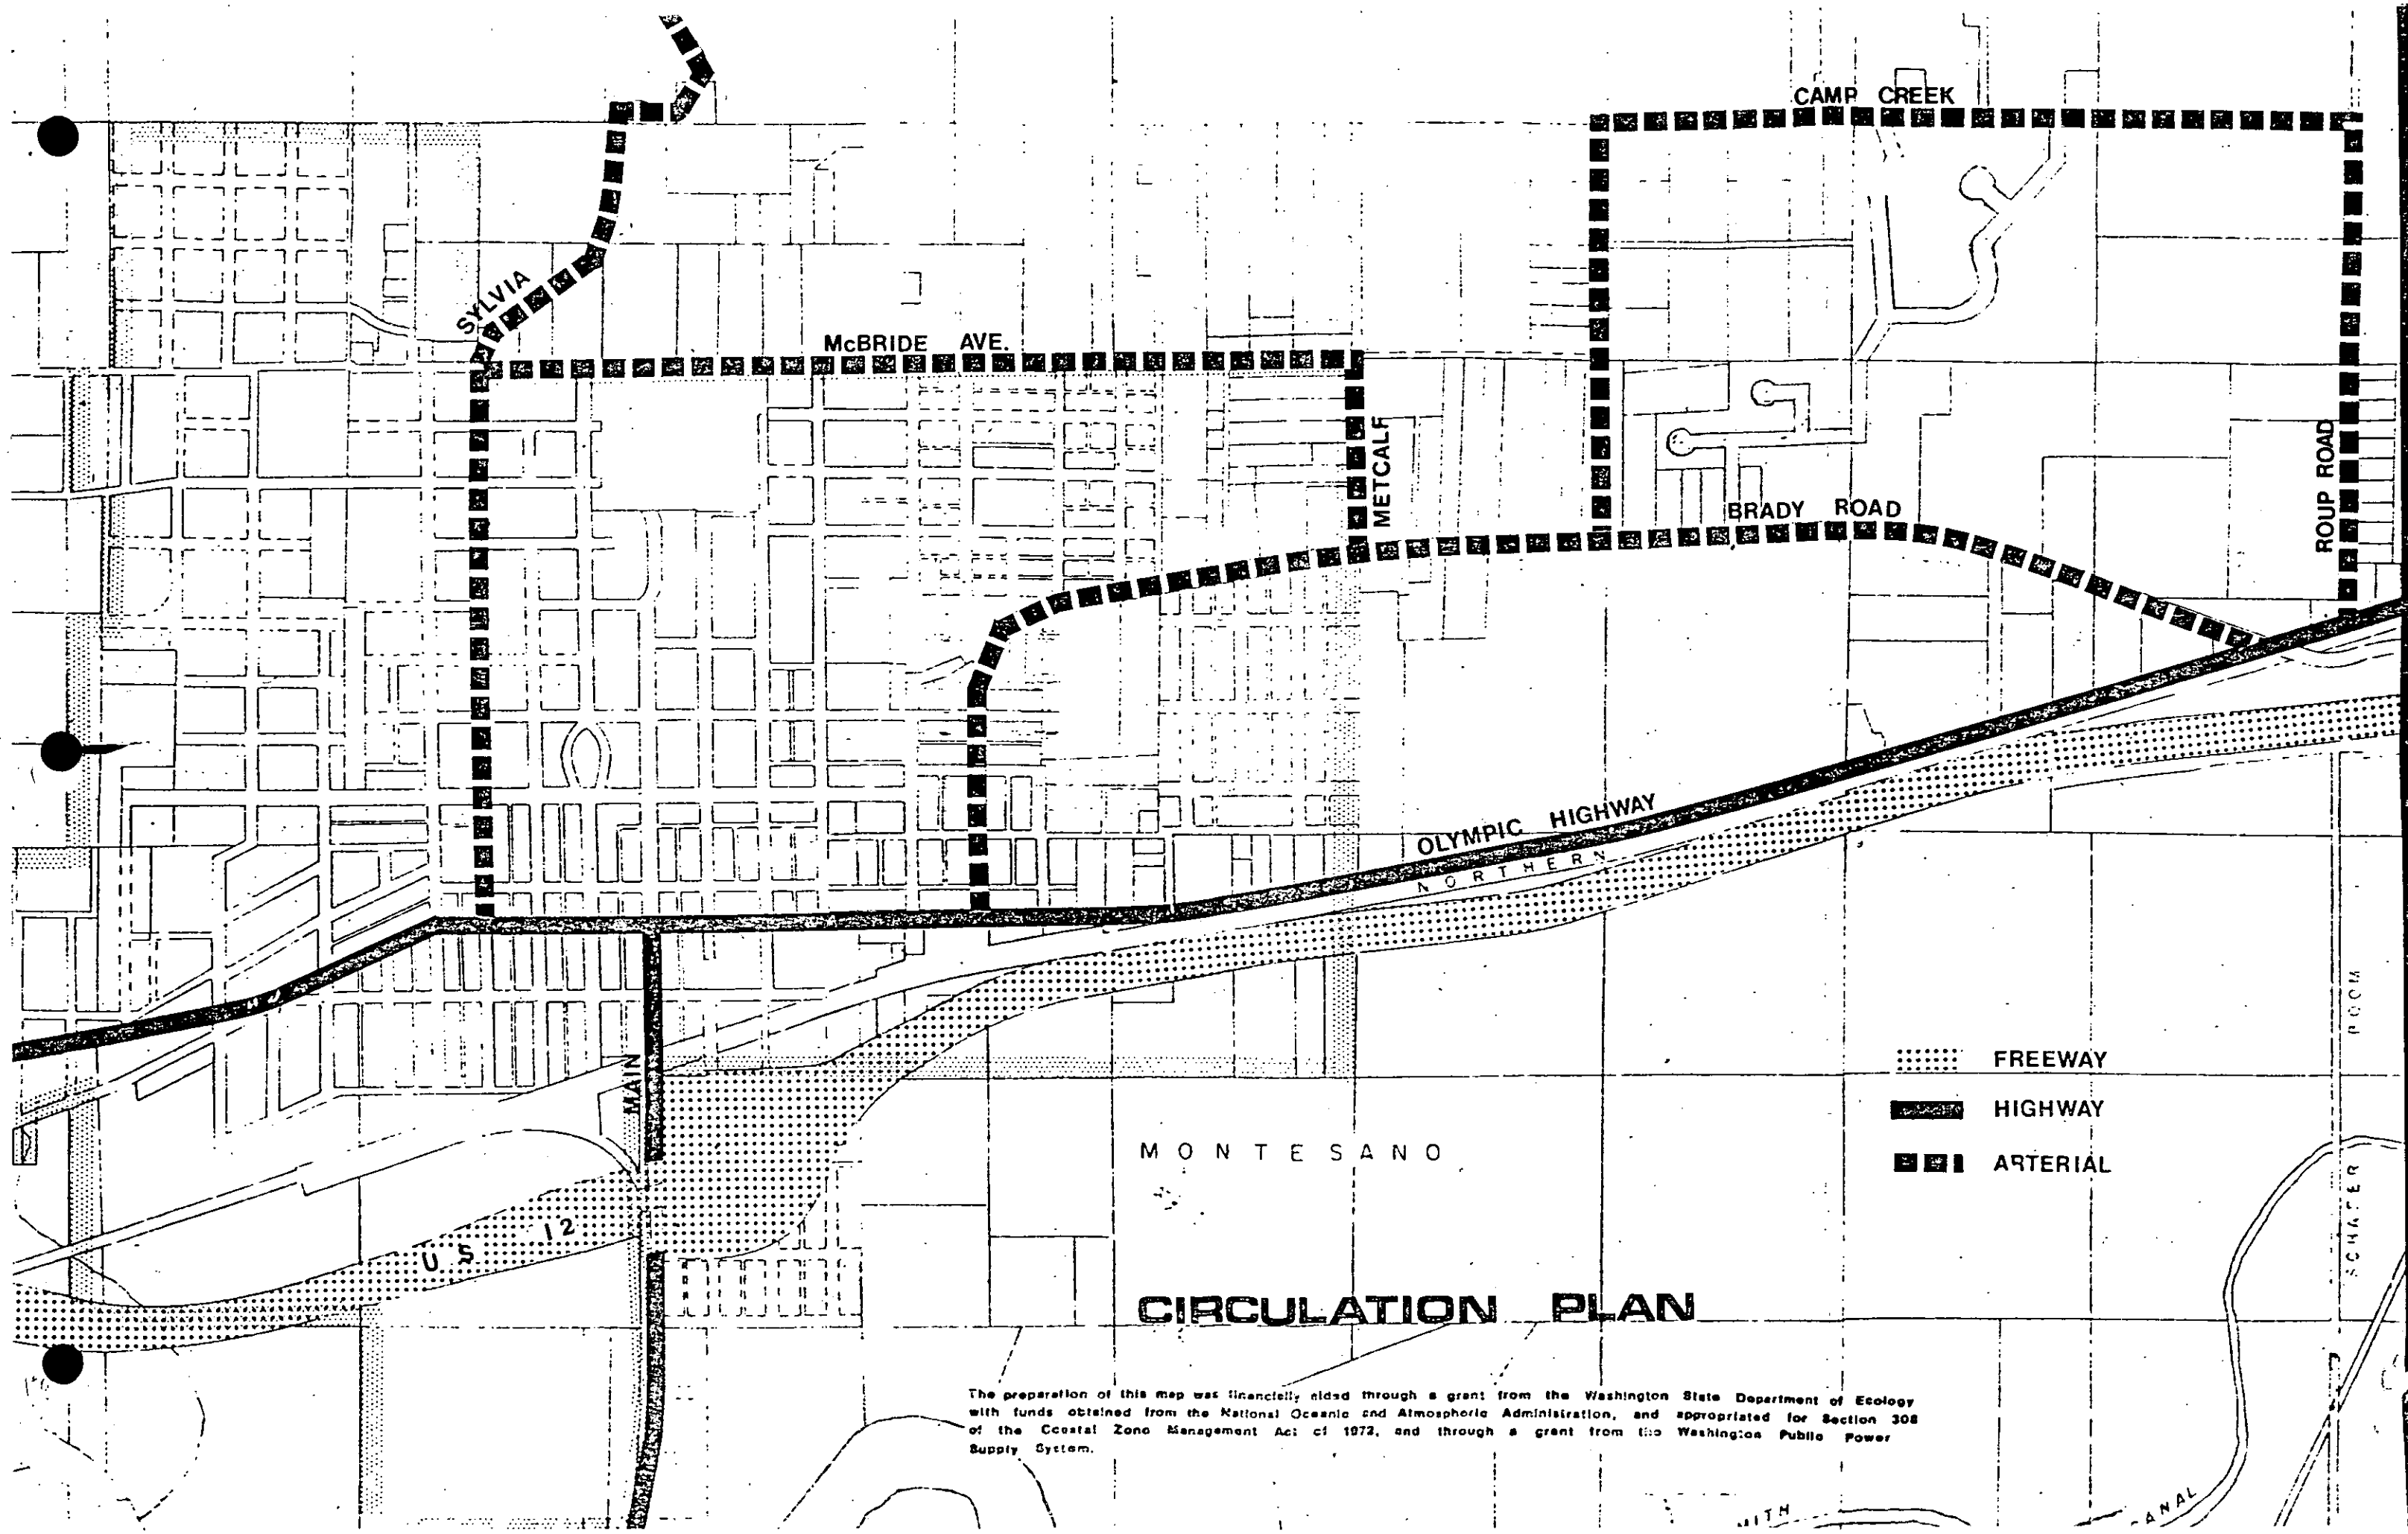 CAMP CREEK
SYLVIA
McBRIDE AVE.
METCALF
BRADY ROAD
ROUP ROAD
OLYMPIC HIGHWAY
NORTHERN
MAIN
FREEWAY
HIGHWAY
ARTERIAL
MONTESANO
US 12
SCHAFER
CIRCULATION PLAN
The preparation of this map was financially aided through a grant from the Washington State Department of Ecology
with funds obtained from the National Oceanic and Atmospheric Administration, and appropriated for Section 308
of the Coastal Zone Management Act of 1972, and through a grant from the Washington Public Power
Supply System.